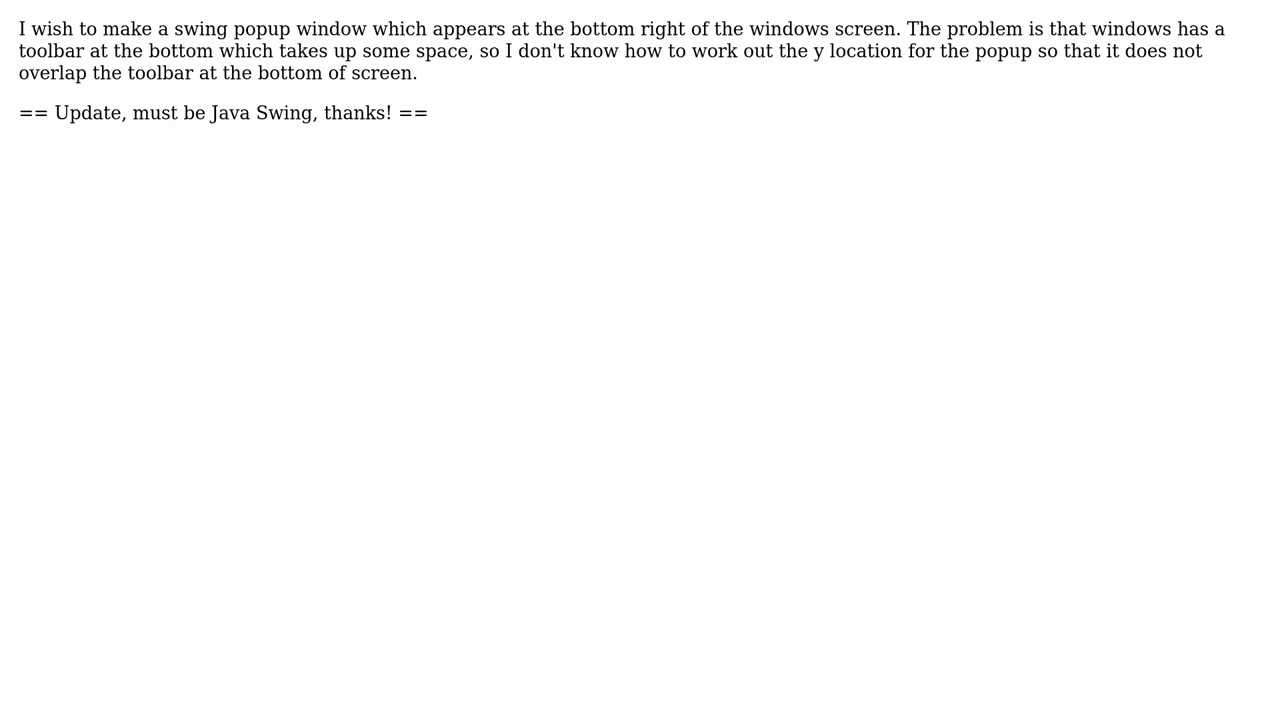 I wish to make a swing popup window which appears at the bottom right of the windows screen. The problem is that windows has a
toolbar at the bottom which takes up some space, so I don't know how to work out the y location for the popup so that it does not
overlap the toolbar at the bottom of screen.
== Update, must be Java Swing, thanks! ==